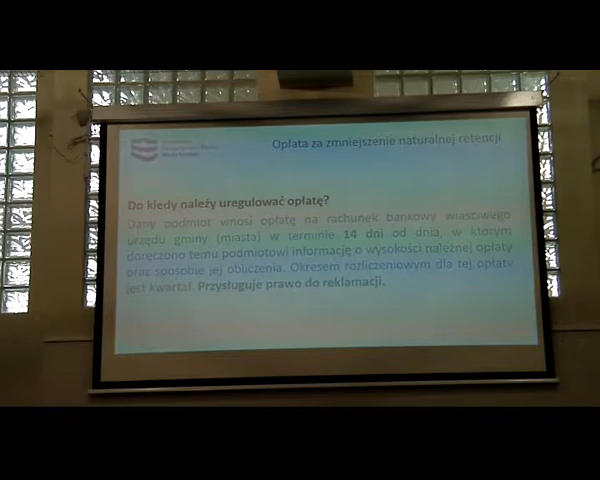 Opłata za zmniejszenie naturalnej retencji
Do kiedy należy uregulować opłatę?
Dany podmiot wnosi opłatę na rachunek bankowy właściwego
urzędu gminy (miasta) w terminie 14 dni od dnia, w którym
doręczono temu podmiotowi informację o wysokości należnej opłaty
oraz sposobie jej obliczenia. Okresem rozliczeniowym dla tej opłaty
jest kwartał. Przysługuje prawo do reklamacji.